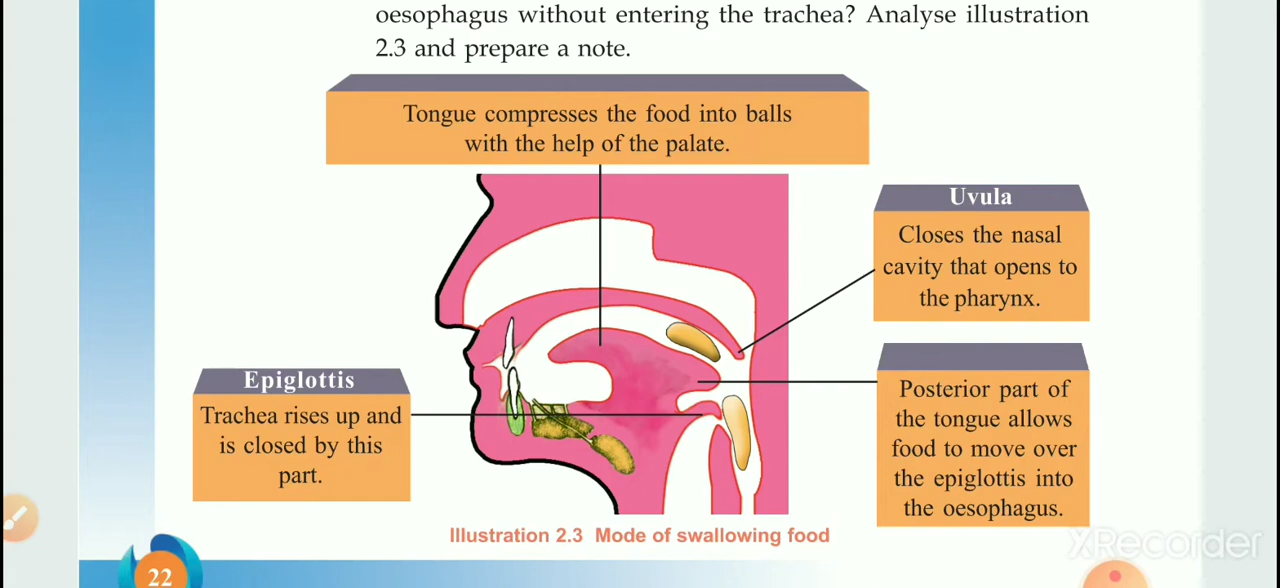 oesophagus without entering the trachea? Analyse illustration
2.3 and prepare a note.
Tongue compresses the food into balls
with the help of the palate.
Uvula
Closes the nasal
cavity that opens to
the pharynx.
Epiglottis
Trachea rises up and
is closed by this
part.
Posterior part of
the tongue allows
food to move over
the epiglottis into
the oesophagus.
Illustration 2.3 Mode of swallowing food
22
XRecorder